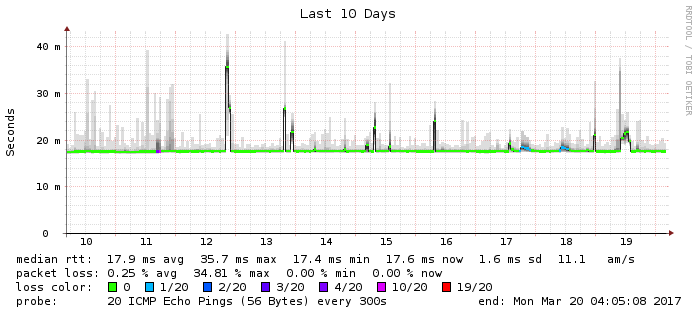 Last 10 Days
RRDTOOL / TOBI OETIKER
Seconds
40 m
30 m
20 m
10 m
0
10 11 12 13 14 15 16 17 18 19
median rtt: 17.9 ms avg 35.7 ms max 17.4 ms min 17.6 ms now 1.6 ms sd 11.1 am/s
packet loss: 0.25 % avg 34.81 % max 0.00 % min 0.00 % now
loss color: 0 1/20 2/20 3/20 4/20 10/20 19/20
probe: 20 ICMP Echo Pings (56 Bytes) every 300s end: Mon Mar 20 04:05:08 2017